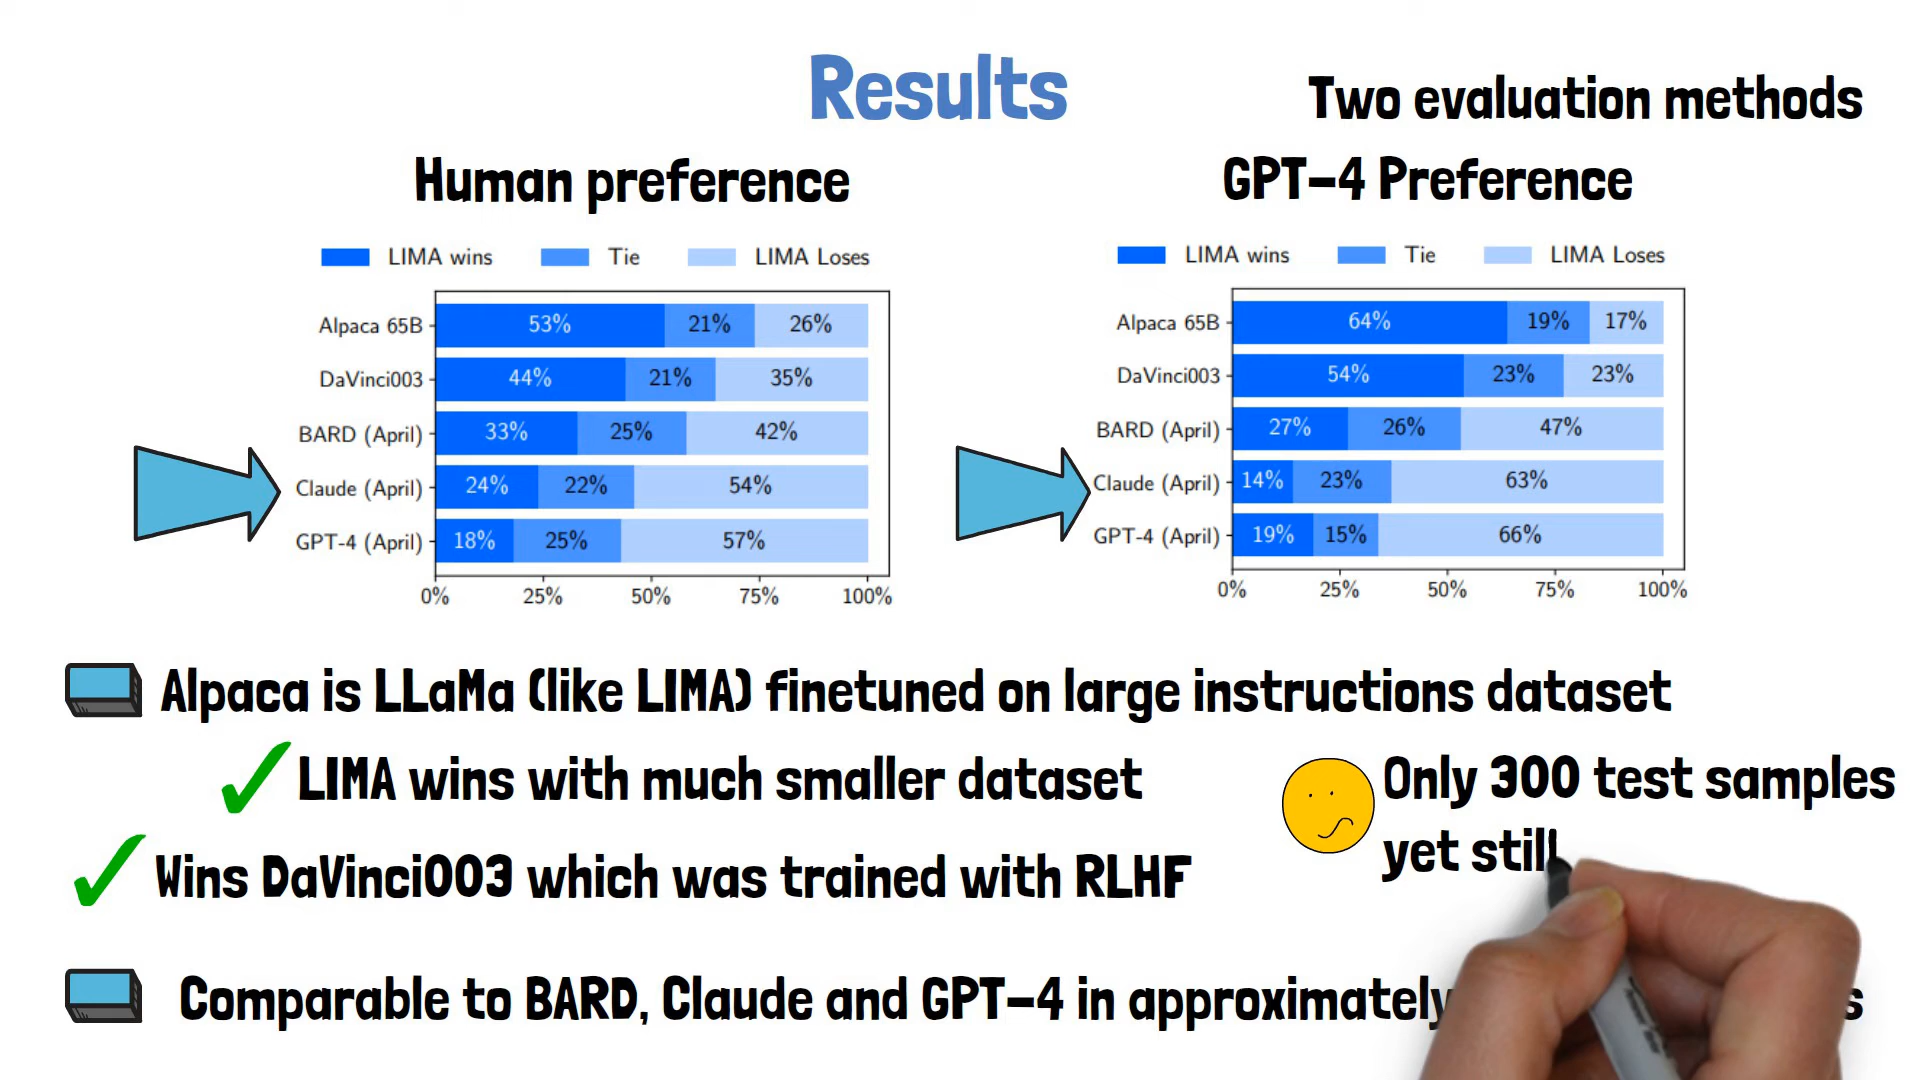 Results
Two evaluation methods
Human preference
LIMA wins Tie LIMA Loses
Alpaca 65B 53% 21% 26%
DaVinci003 44% 21% 35%
BARD (April) 33% 25% 42%
Claude (April) 24% 22% 54%
GPT-4 (April) 18% 25% 57%
0% 25% 50% 75% 100%
GPT-4 Preference
LIMA wins Tie LIMA Loses
Alpaca 65B 64% 19% 17%
DaVinci003 54% 23% 23%
BARD (April) 27% 26% 47%
Claude (April) 14% 23% 63%
GPT-4 (April) 19% 15% 66%
0% 25% 50% 75% 100%
Alpaca is LLaMa (like LIMA) finetuned on large instructions dataset
LIMA wins with much smaller dataset
Wins DaVinci003 which was trained with RLHF
Only 300 test samples
yet still
Comparable to BARD, Claude and GPT-4 in approximately